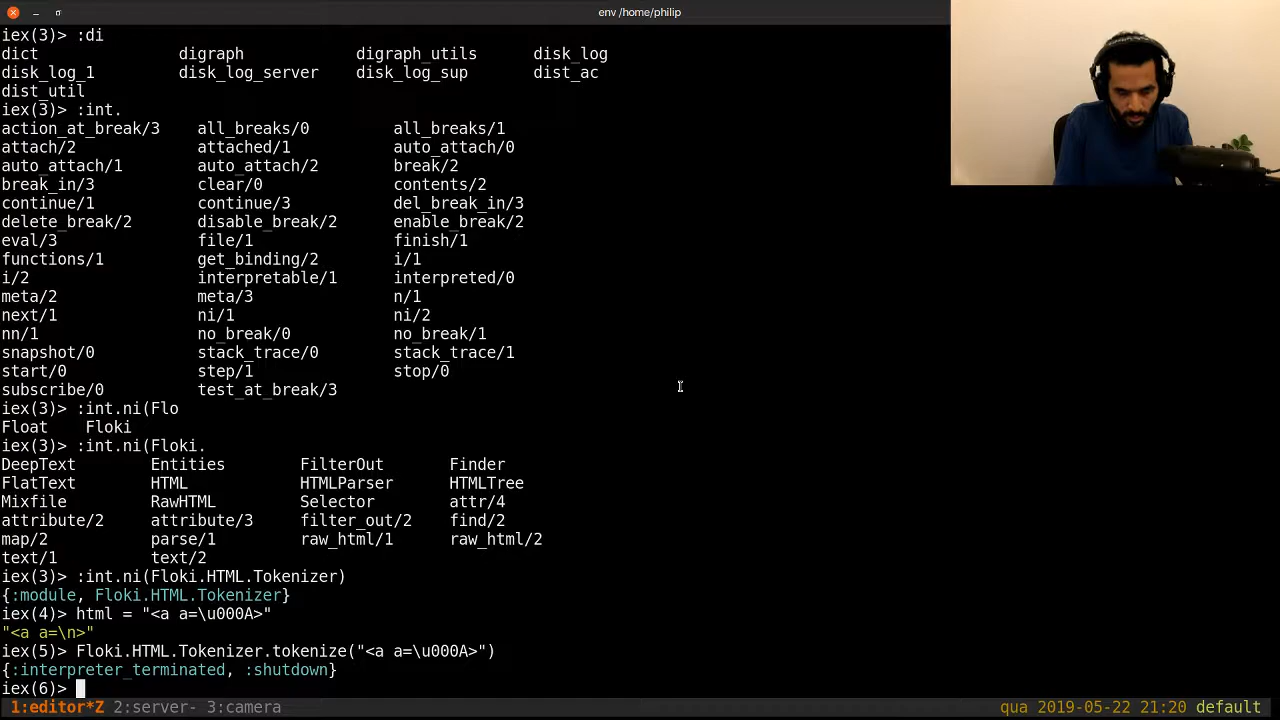 env /home/philip
iex(3)> :di
dict digraph digraph_utils disk_log
disk_log_1 disk_log_server disk_log_sup dist_ac
dist_util
iex(3)> :int.
action_at_break/3 all_breaks/0 all_breaks/1
attach/2 attached/1 auto_attach/0
auto_attach/1 auto_attach/2 break/2
break_in/3 clear/0 contents/2
continue/1 continue/3 del_break_in/3
delete_break/2 disable_break/2 enable_break/2
eval/3 file/1 finish/1
functions/1 get_binding/2 i/1
i/2 interpretable/1 interpreted/0
meta/2 meta/3 n/1
next/1 ni/1 ni/2
nn/1 no_break/0 no_break/1
snapshot/0 stack_trace/0 stack_trace/1
start/0 step/1 stop/0
subscribe/0 test_at_break/3
iex(3)> :int.ni(Flo
Float Floki
iex(3)> :int.ni(Floki.
DeepText Entities FilterOut Finder
FlatText HTML HTMLParser HTMLTree
Mixfile RawHTML Selector attr/4
attribute/2 attribute/3 filter_out/2 find/2
map/2 parse/1 raw_html/1 raw_html/2
text/1 text/2
iex(3)> :int.ni(Floki.HTML.Tokenizer)
{:module, Floki.HTML.Tokenizer}
iex(4)> html = "<a a=\u000A>"
"<a a=\n>"
iex(5)> Floki.HTML.Tokenizer.tokenize("<a a=\u000A>")
{:interpreter_terminated, :shutdown}
iex(6)>
1:editor*Z 2:server- 3:camera qua 2019-05-22 21:20 default